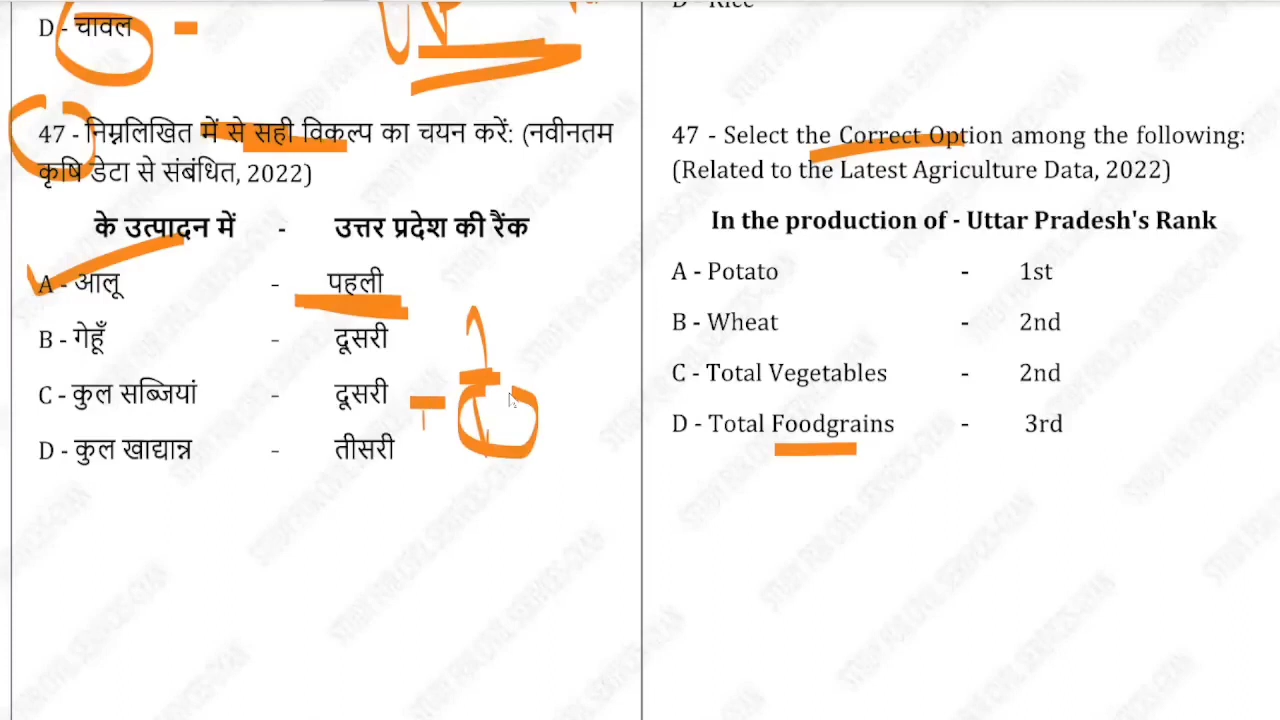 D - चावल
47 - निम्नलिखित में से सही विकल्प का चयन करें: (नवीनतम
कृषि डेटा से संबंधित, 2022)
के उत्पादन में - उत्तर प्रदेश की रैंक
A - आलू - पहली
B - गेहूँ - दूसरी
C - कुल सब्जियां - दूसरी
D - कुल खाद्यान्न - तीसरी
D - Rice
47 - Select the Correct Option among the following:
(Related to the Latest Agriculture Data, 2022)
In the production of - Uttar Pradesh's Rank
A - Potato - 1st
B - Wheat - 2nd
C - Total Vegetables - 2nd
D - Total Foodgrains - 3rd